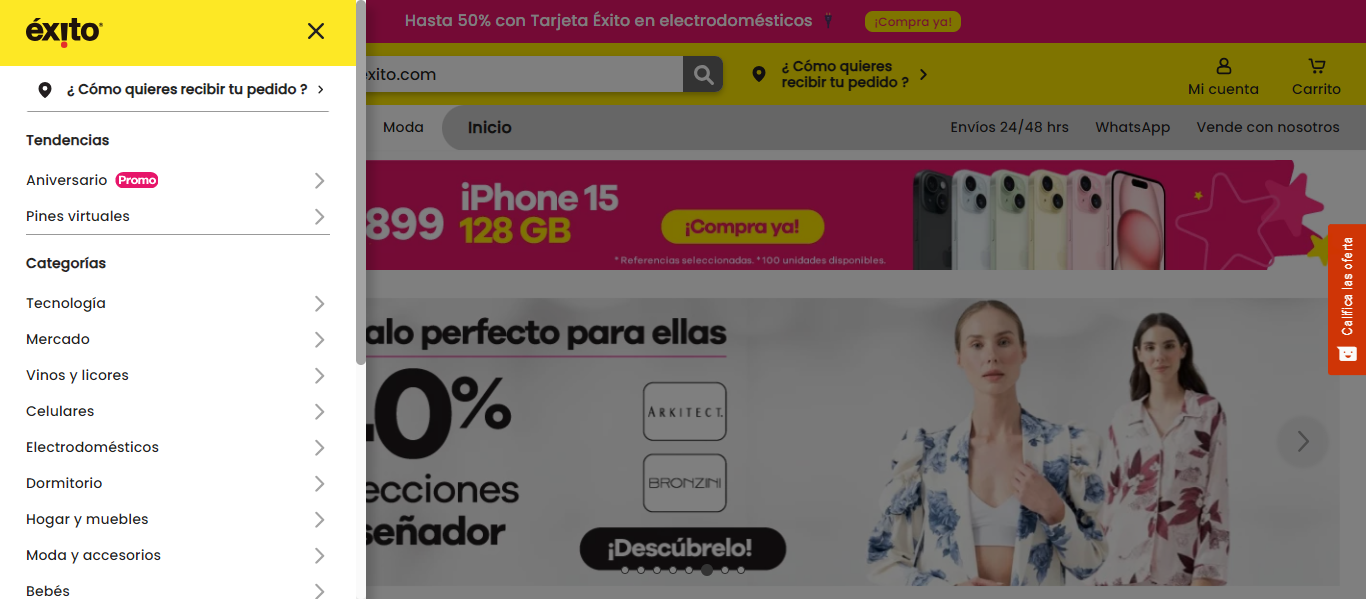 éxito
¿ Cómo quieres recibir tu pedido ?
Tendencias
Aniversario Promo
Pines virtuales
Categorías
Tecnología
Mercado
Vinos y licores
Celulares
Electrodomésticos
Dormitorio
Hogar y muebles
Moda y accesorios
Bebés
Hasta 50% con Tarjeta Éxito en electrodomésticos
¡Compra ya!
exito.com
¿ Cómo quieres
recibir tu pedido ?
Mi cuenta
Carrito
Moda
Inicio
Envíos 24/48 hrs
WhatsApp
Vende con nosotros
899
iPhone 15
128 GB
¡Compra ya!
* Referencias seleccionadas. *100 unidades disponibles.
Califica las oferta
alo perfecto para ellas
0%
ARKITECT.
BRONZINI
ecciones
señador
¡Descúbrelo!